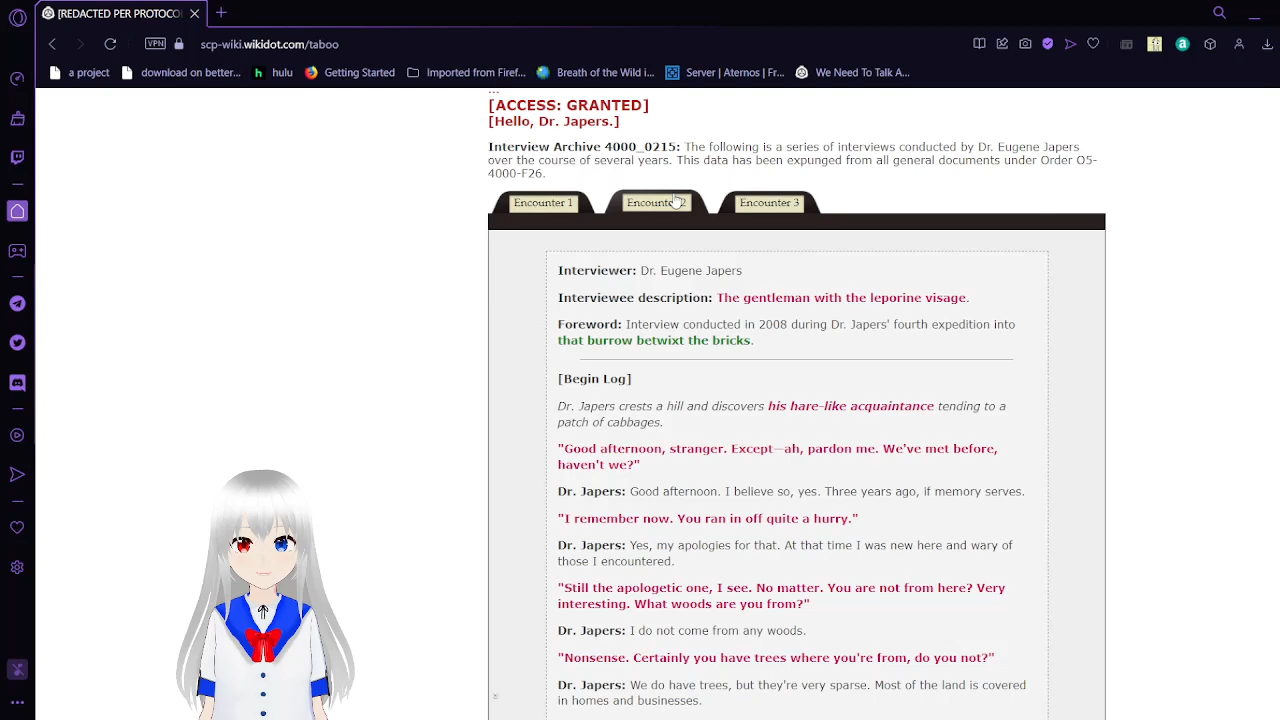 [REDACTED PER PROTOCO
VPN
scp-wiki.wikidot.com/taboo
a project
download on better...
h hulu
Getting Started
Imported from Firef...
Breath of the Wild i...
Server | Aternos | Fr...
We Need To Talk A...
...
[ACCESS: GRANTED]
[Hello, Dr. Japers.]
Interview Archive 4000_0215: The following is a series of interviews conducted by Dr. Eugene Japers
over the course of several years. This data has been expunged from all general documents under Order O5-
4000-F26.
Encounter 1
Encounter 2
Encounter 3
Interviewer: Dr. Eugene Japers
Interviewee description: The gentleman with the leporine visage.
Foreword: Interview conducted in 2008 during Dr. Japers' fourth expedition into
that burrow betwixt the bricks.
[Begin Log]
Dr. Japers crests a hill and discovers his hare-like acquaintance tending to a
patch of cabbages.
"Good afternoon, stranger. Except—ah, pardon me. We've met before,
haven't we?"
Dr. Japers: Good afternoon. I believe so, yes. Three years ago, if memory serves.
"I remember now. You ran in off quite a hurry."
Dr. Japers: Yes, my apologies for that. At that time I was new here and wary of
those I encountered.
"Still the apologetic one, I see. No matter. You are not from here? Very
interesting. What woods are you from?"
Dr. Japers: I do not come from any woods.
"Nonsense. Certainly you have trees where you're from, do you not?"
Dr. Japers: We do have trees, but they're very sparse. Most of the land is covered
in homes and businesses.